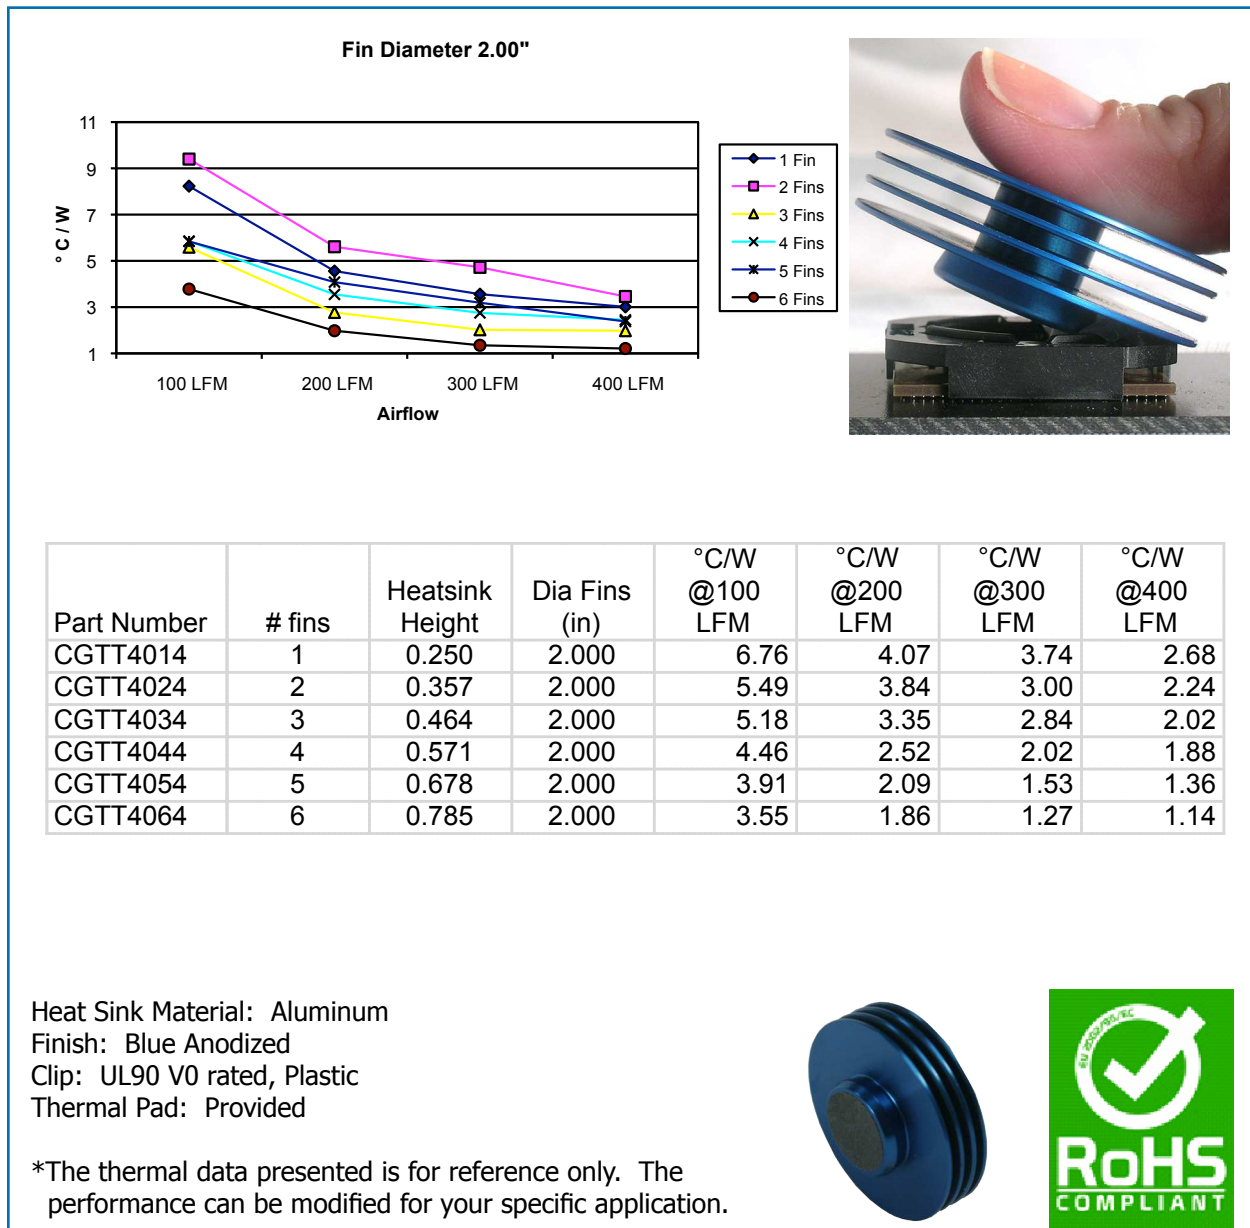 Fin Diameter 2.00"
11
9
7
5
3
1
° C / W
100 LFM 200 LFM 300 LFM 400 LFM
Airflow
1 Fin
2 Fins
3 Fins
4 Fins
5 Fins
6 Fins
Part Number # fins Heatsink Height Dia Fins (in) °C/W @100 LFM °C/W @200 LFM °C/W @300 LFM °C/W @400 LFM
CGTT4014 1 0.250 2.000 6.76 4.07 3.74 2.68
CGTT4024 2 0.357 2.000 5.49 3.84 3.00 2.24
CGTT4034 3 0.464 2.000 5.18 3.35 2.84 2.02
CGTT4044 4 0.571 2.000 4.46 2.52 2.02 1.88
CGTT4054 5 0.678 2.000 3.91 2.09 1.53 1.36
CGTT4064 6 0.785 2.000 3.55 1.86 1.27 1.14
Heat Sink Material: Aluminum
Finish: Blue Anodized
Clip: UL90 V0 rated, Plastic
Thermal Pad: Provided
*The thermal data presented is for reference only. The
performance can be modified for your specific application.
EU 2002/95/EC
RoHS
COMPLIANT